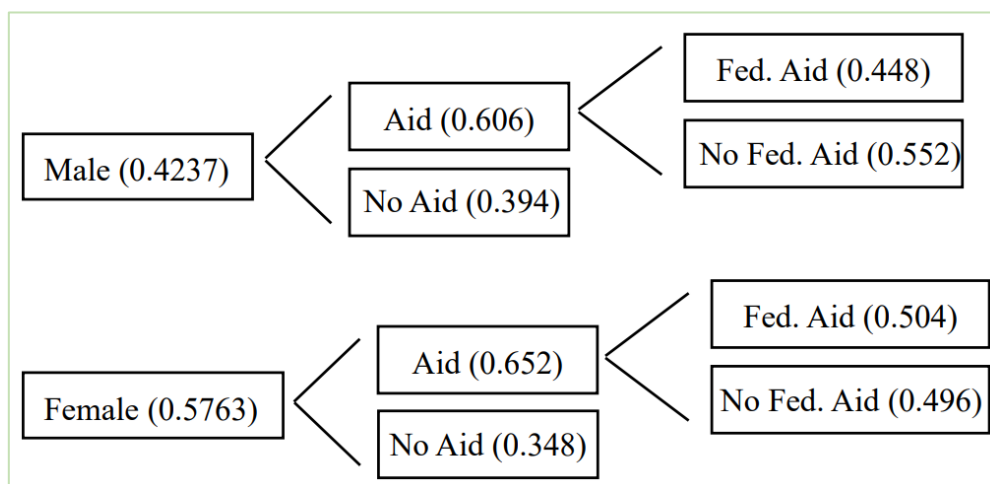 Male (0.4237)
Aid (0.606)
No Aid (0.394)
Fed. Aid (0.448)
No Fed. Aid (0.552)
Female (0.5763)
Aid (0.652)
No Aid (0.348)
Fed. Aid (0.504)
No Fed. Aid (0.496)